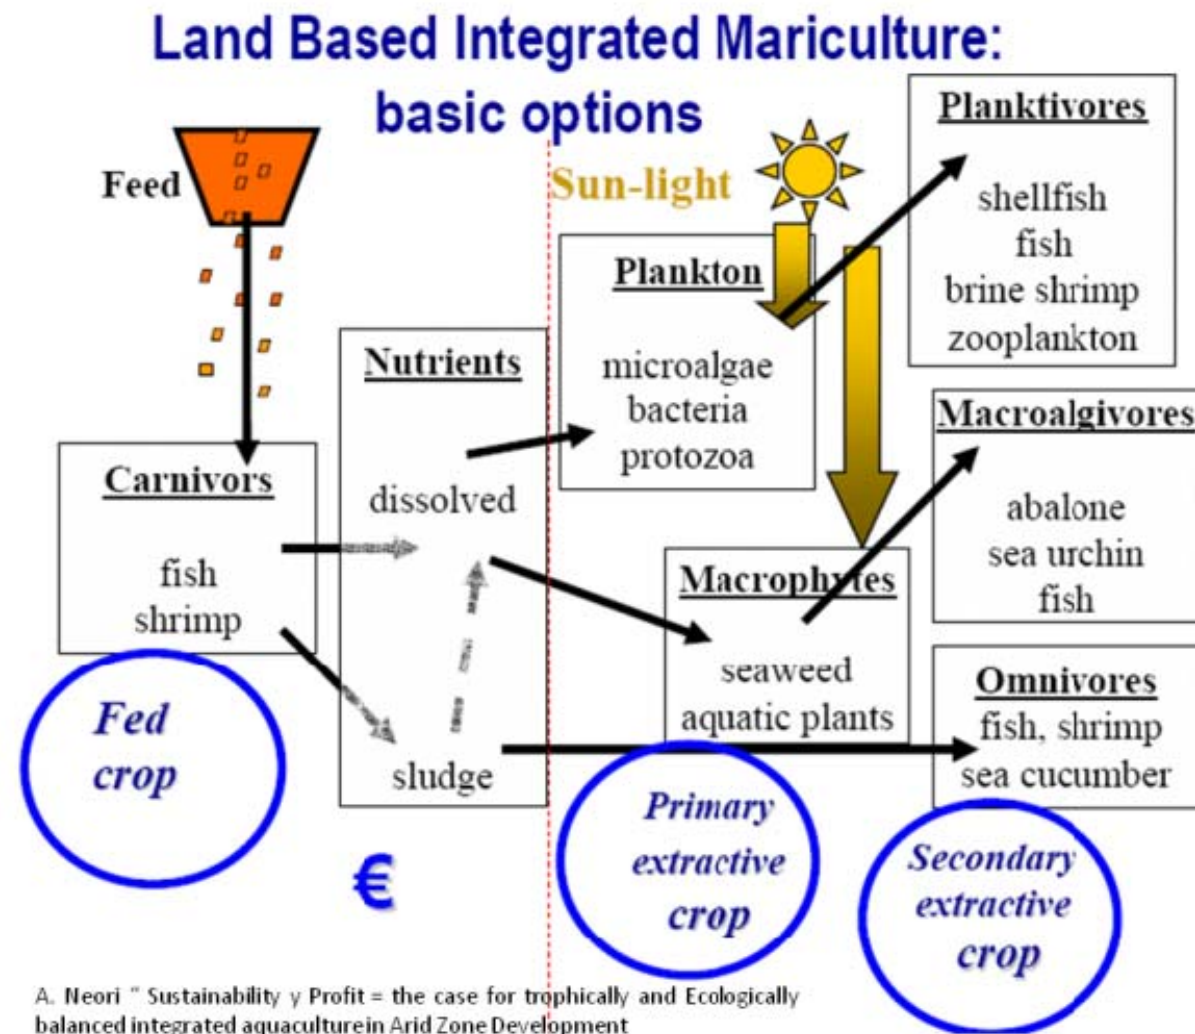 Land Based Integrated Mariculture:
basic options
Feed
Sun-light
Carnivors
fish
shrimp
Nutrients
dissolved
sludge
Plankton
microalgae
bacteria
protozoa
Macrophytes
seaweed
aquatic plants
Planktivores
shellfish
fish
brine shrimp
zooplankton
Macroalgivores
abalone
sea urchin
fish
Omnivores
fish, shrimp
sea cucumber
Fed
crop
€
Primary
extractive
crop
Secondary
extractive
crop
A. Neori " Sustainability y Profit = the case for trophically and Ecologically
balanced integrated aquaculture in Arid Zone Development